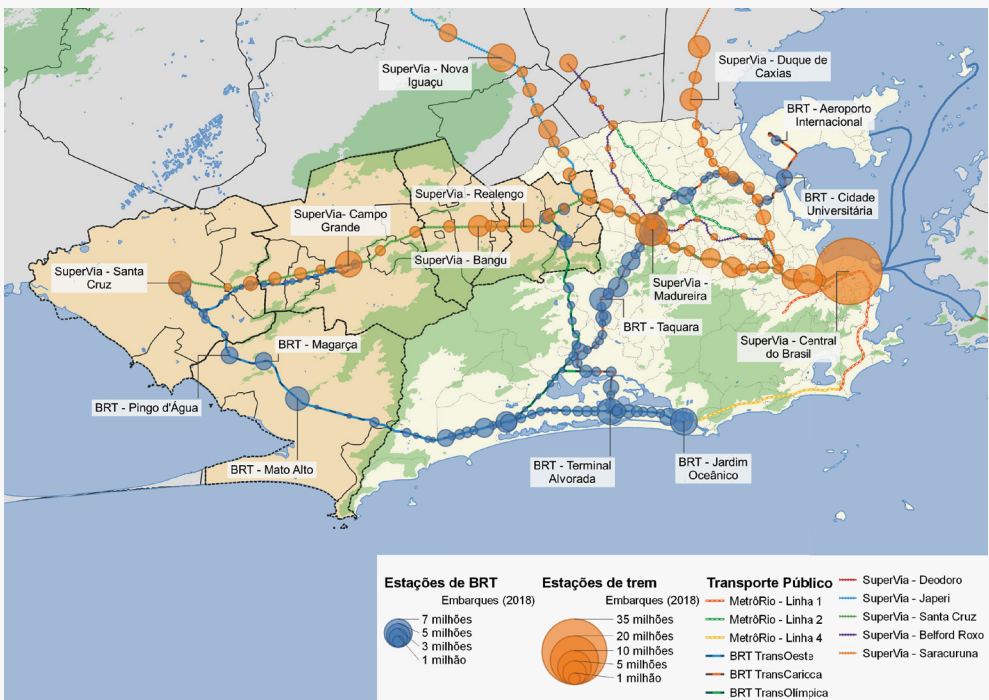 SuperVia - Nova
Iguaçu
SuperVia - Duque de
Caxias
BRT - Aeroporto
Internacional
SuperVia - Realengo
BRT - Cidade
Universitária
SuperVia- Campo
Grande
SuperVia - Bangu
SuperVia - Santa
Cruz
SuperVia -
Madureira
BRT - Taquara
BRT - Magarça
SuperVia - Central
do Brasil
BRT - Pingo d'Água
BRT - Mato Alto
BRT - Terminal
Alvorada
BRT - Jardim
Oceânico
Estações de BRT
Embarques (2018)
7 milhões
5 milhões
3 milhões
1 milhão
Estações de trem
Embarques (2018)
35 milhões
20 milhões
10 milhões
5 milhões
1 milhão
Transporte Público
MetrôRio - Linha 1
MetrôRio - Linha 2
MetrôRio - Linha 4
BRT TransOeste
BRT TransCaricca
BRT TransOlímpica
SuperVia - Deodoro
SuperVia - Japeri
SuperVia - Santa Cruz
SuperVia - Belford Roxo
SuperVia - Saracuruna